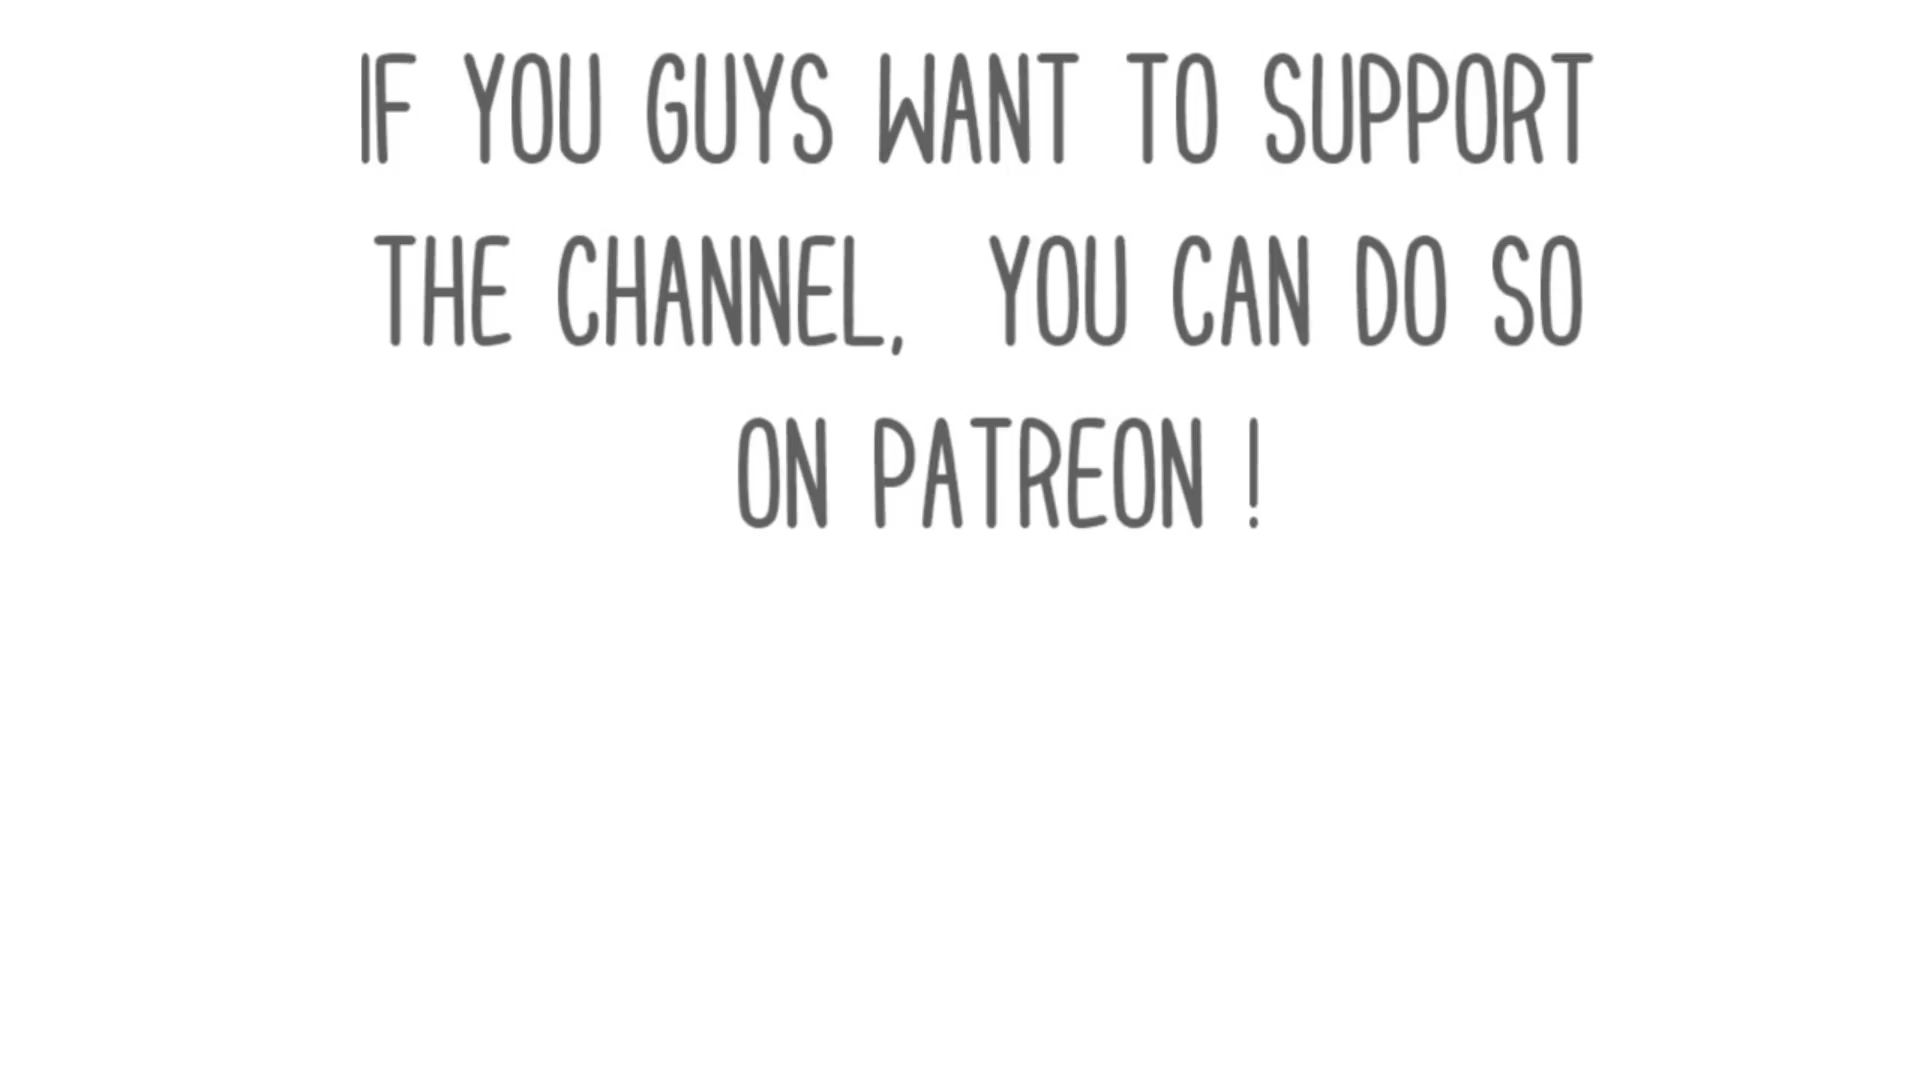 IF YOU GUYS WANT TO SUPPORT
THE CHANNEL, YOU CAN DO SO
ON PATREON !